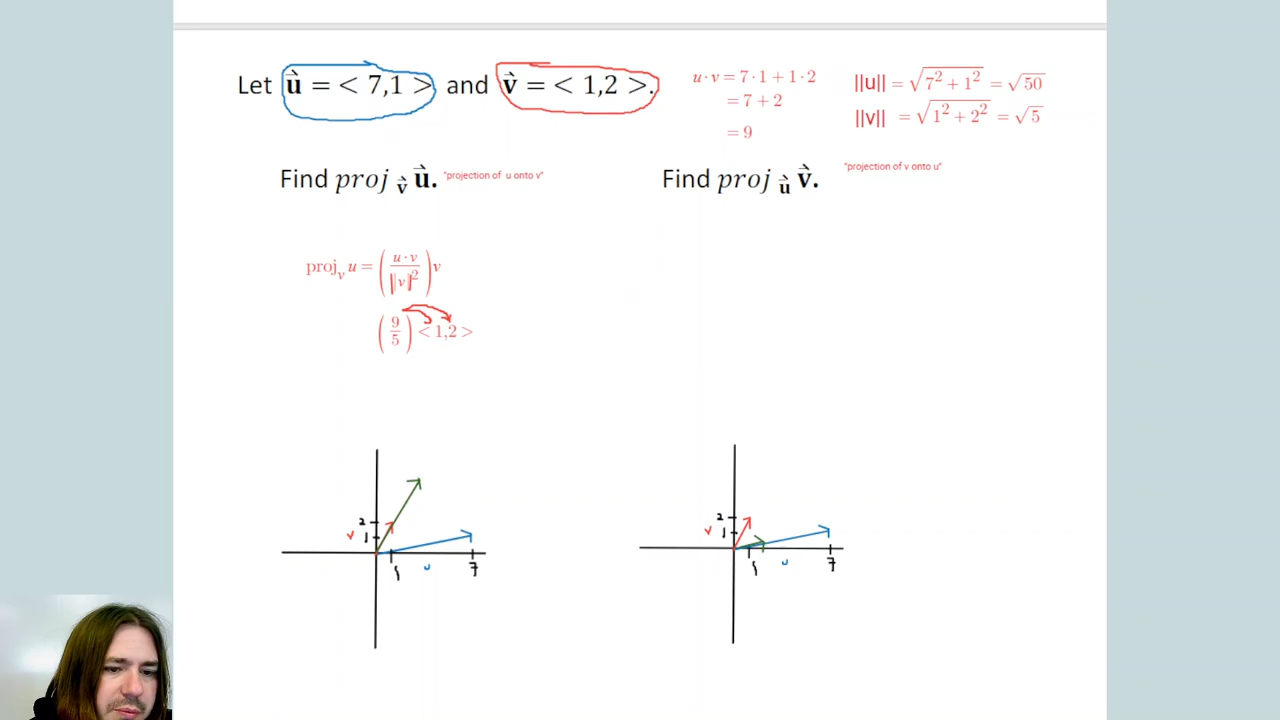 Let u⃗ = < 7,1 > and v⃗ = < 1,2 >.
u · v = 7 · 1 + 1 · 2
= 7 + 2
= 9
||u|| = √(7² + 1²) = √50
||v|| = √(1² + 2²) = √5
Find proj_v⃗ u⃗. "projection of u onto v"
Find proj_u⃗ v⃗. "projection of v onto u"
proj_v u = (u · v / ||v||²) v
(9/5) < 1,2 >
2
v 1
1 u 7
2
v 1
1 u 7